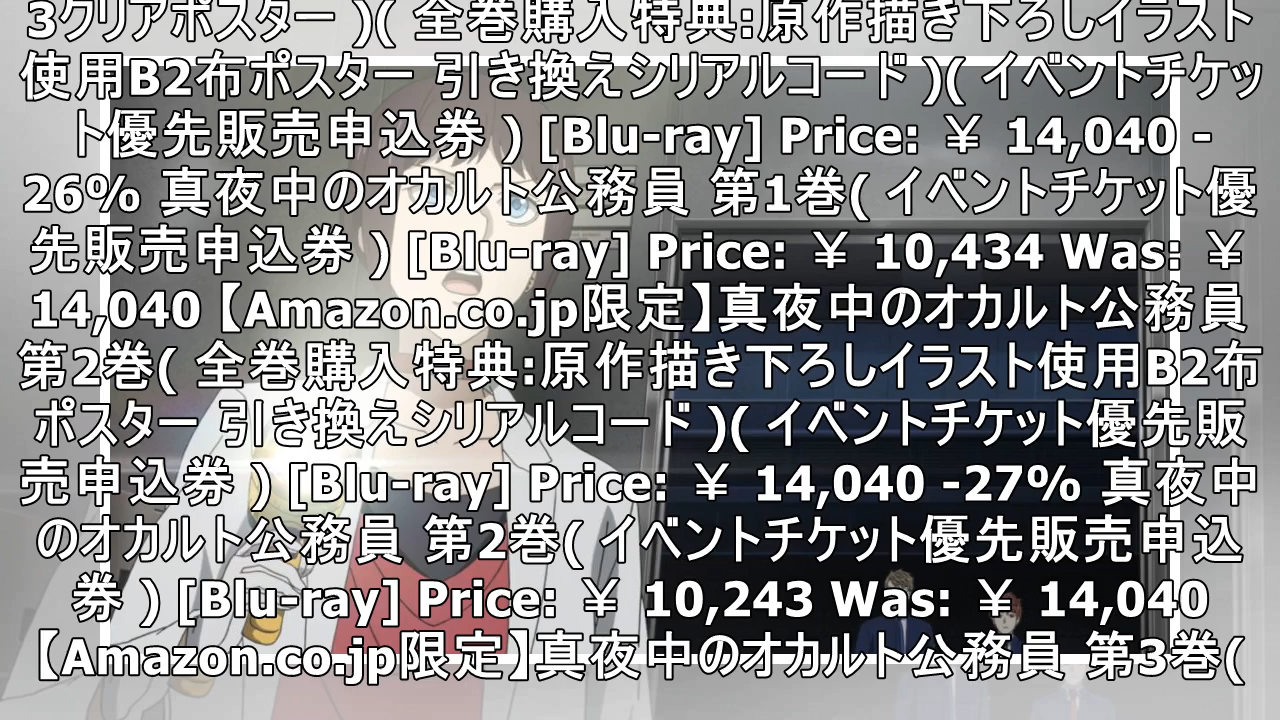 3クリアポスター )( 全巻購入特典:原作描き下ろしイラスト
使用B2布ポスター 引き換えシリアルコード )( イベントチケッ
ト優先販売申込券 ) [Blu-ray] Price: ￥ 14,040 -
26% 真夜中のオカルト公務員 第1巻( イベントチケット優
先販売申込券 ) [Blu-ray] Price: ￥ 10,434 Was: ￥
14,040【Amazon.co.jp限定】真夜中のオカルト公務員
第2巻( 全巻購入特典:原作描き下ろしイラスト使用B2布
ポスター 引き換えシリアルコード )( イベントチケット優先販
売申込券 ) [Blu-ray] Price: ￥ 14,040 -27% 真夜中
のオカルト公務員 第2巻( イベントチケット優先販売申込
券 ) [Blu-ray] Price: ￥ 10,243 Was: ￥ 14,040
【Amazon.co.jp限定】真夜中のオカルト公務員 第3巻(